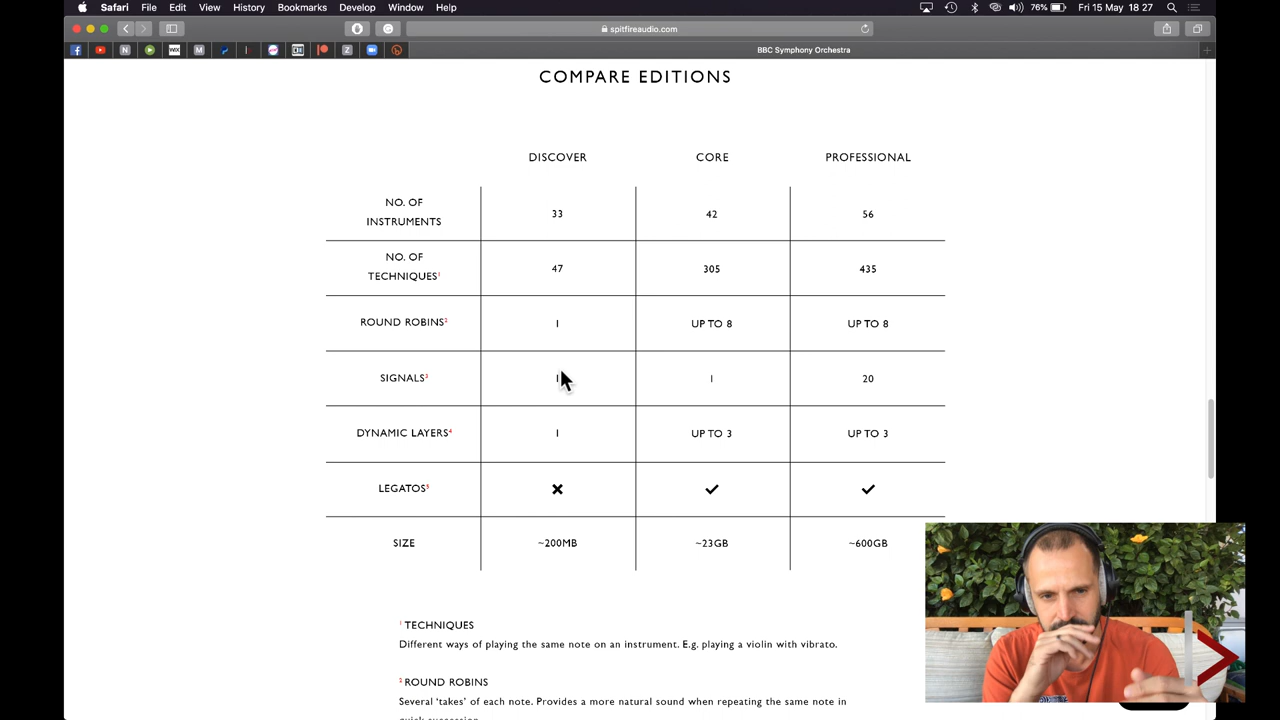 Safari File Edit View History Bookmarks Develop Window Help 76% Fri 15 May 18 27
spitfireaudio.com
BBC Symphony Orchestra
COMPARE EDITIONS
DISCOVER CORE PROFESSIONAL
NO. OF
INSTRUMENTS 33 42 56
NO. OF
TECHNIQUES¹ 47 305 435
ROUND ROBINS² 1 UP TO 8 UP TO 8
SIGNALS³ 1 1 20
DYNAMIC LAYERS⁴ 1 UP TO 3 UP TO 3
LEGATOS⁵ ✖ ✔ ✔
SIZE ~200MB ~23GB ~600GB
¹ TECHNIQUES
Different ways of playing the same note on an instrument. E.g. playing a violin with vibrato.
² ROUND ROBINS
Several ‘takes’ of each note. Provides a more natural sound when repeating the same note in
quick succession